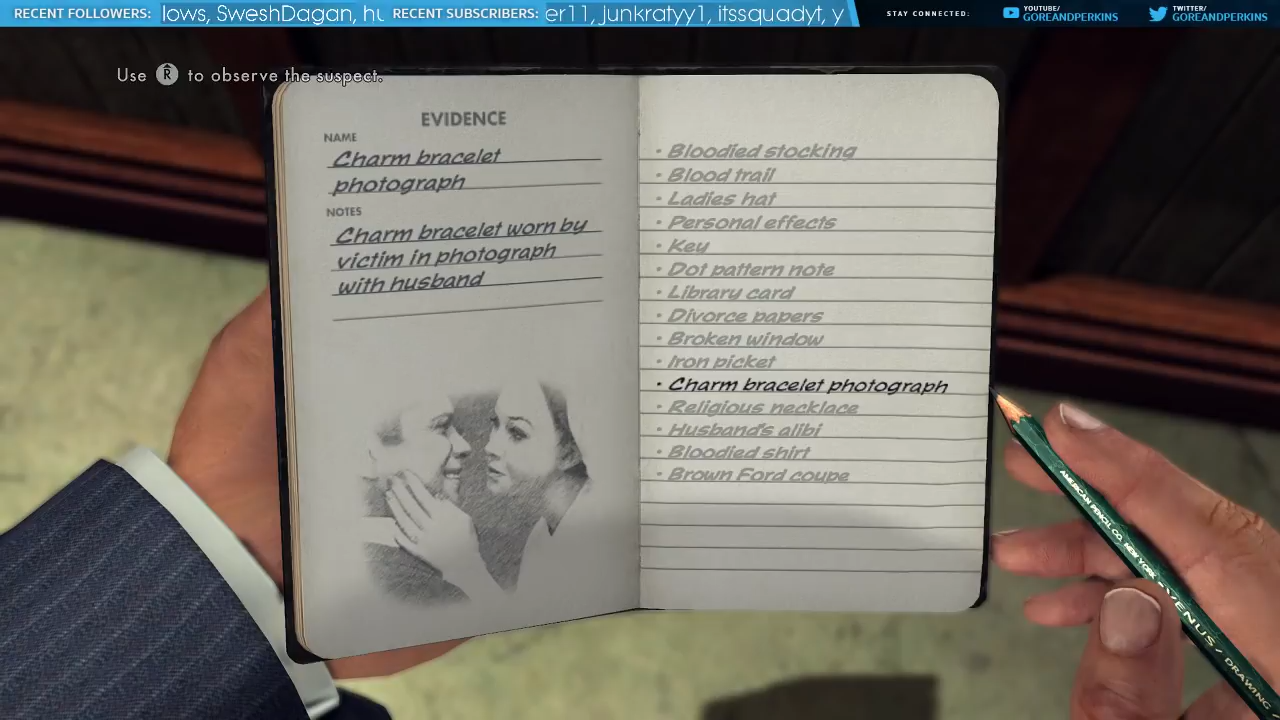 RECENT FOLLOWERS: lows, SweshDagan, hu RECENT SUBSCRIBERS: er11, Junkratyy1, itssquadyt, y STAY CONNECTED: YOUTUBE/ GOREANDPERKINS TWITTER/ GOREANDPERKINS
Use R to observe the suspect.
EVIDENCE
NAME
Charm bracelet
photograph
NOTES
Charm bracelet worn by
victim in photograph
with husband
• Bloodied stocking
• Blood trail
• Ladies hat
• Personal effects
• Key
• Dot pattern note
• Library card
• Divorce papers
• Broken window
• Iron picket
• Charm bracelet photograph
• Religious necklace
• Husband's alibi
• Bloodied shirt
• Brown Ford coupe
AMERICAN PENCIL CO. NEW YORK VENUS / DRAWING